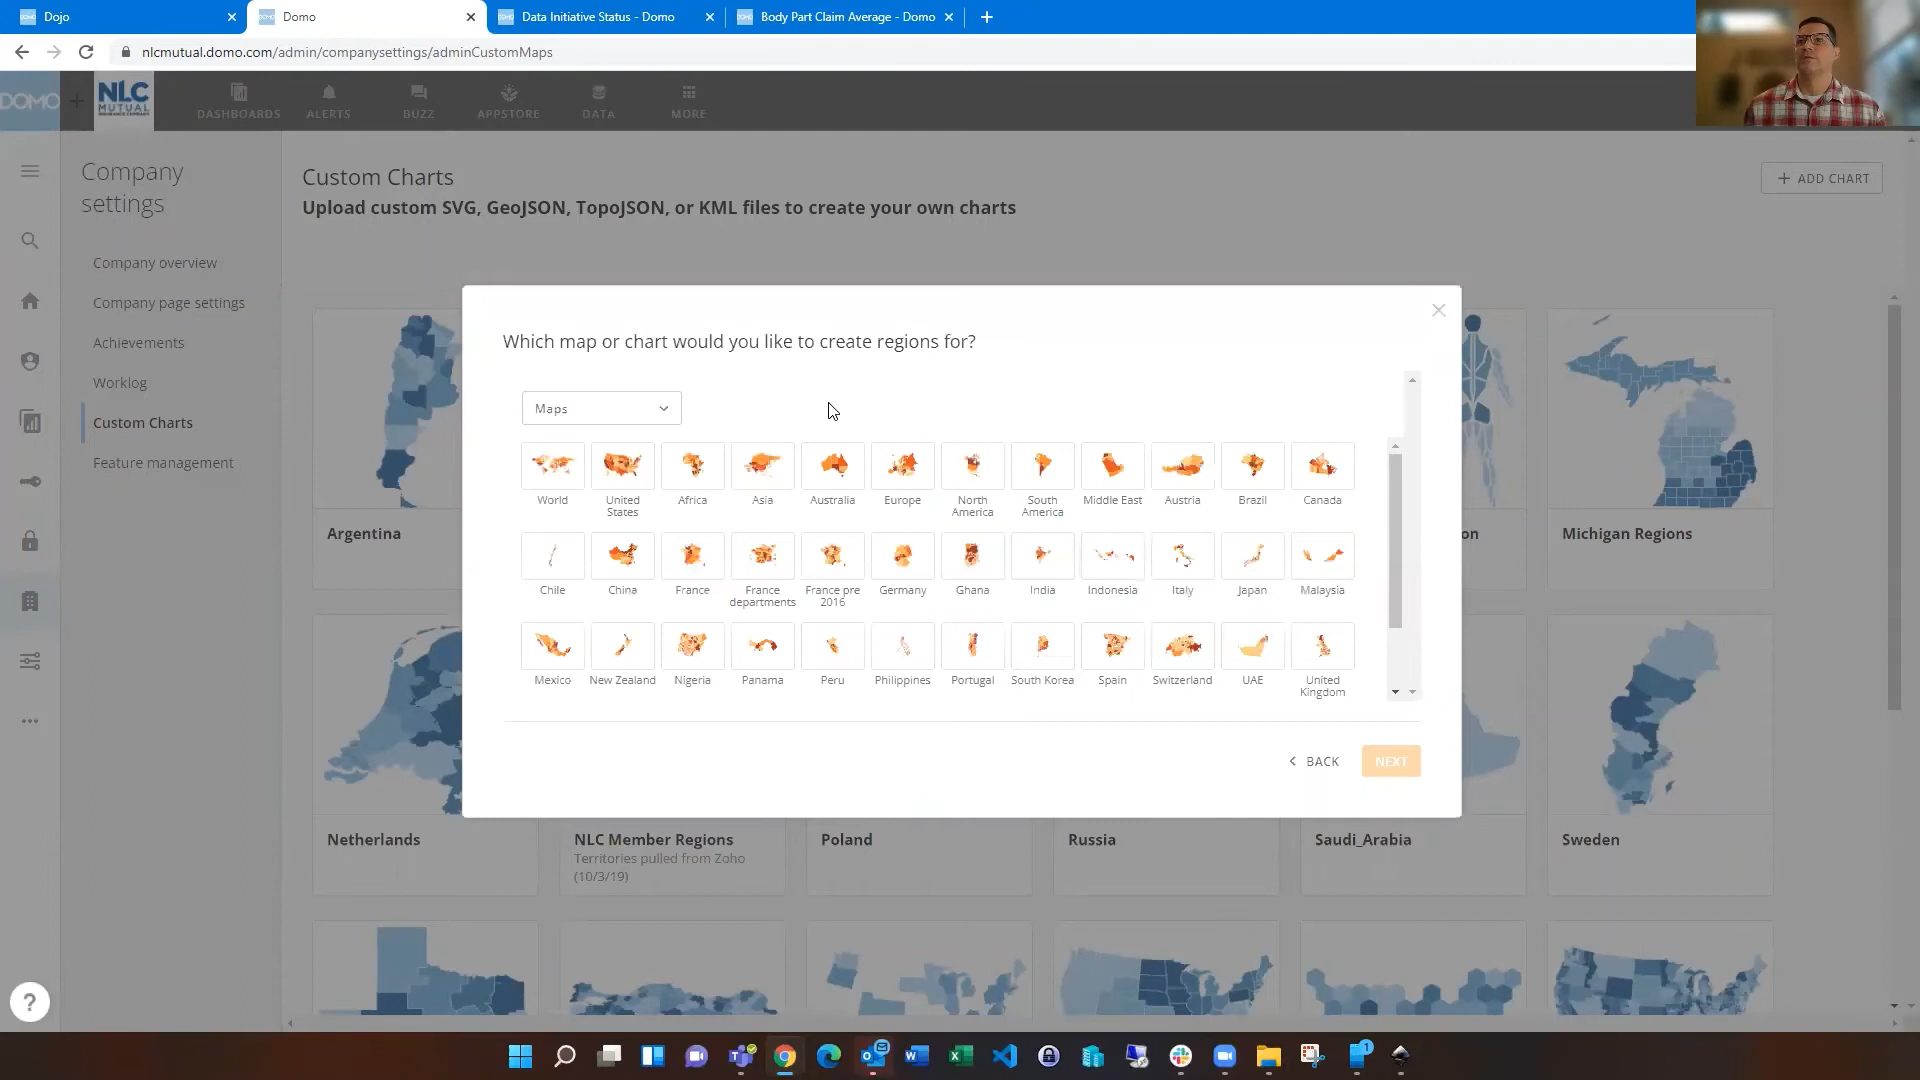 Dojo
Domo
Data Initiative Status - Domo
Body Part Claim Average - Domo
nlcmutual.domo.com/admin/companysettings/adminCustomMaps
DOMO
NLC
MUTUAL
INSURANCE COMPANY
DASHBOARDS
ALERTS
BUZZ
APPSTORE
DATA
MORE
Company
settings
Company overview
Company page settings
Achievements
Worklog
Custom Charts
Feature management
Custom Charts
ADD CHART
Upload custom SVG, GeoJSON, TopoJSON, or KML files to create your own charts
Which map or chart would you like to create regions for?
Maps
World
United
States
Africa
Asia
Australia
Europe
North
America
South
America
Middle East
Austria
Brazil
Canada
Chile
China
France
France
departments
France pre
2016
Germany
Ghana
India
Indonesia
Italy
Japan
Malaysia
Mexico
New Zealand
Nigeria
Panama
Peru
Philippines
Portugal
South Korea
Spain
Switzerland
UAE
United
Kingdom
BACK
NEXT
Argentina
on
Michigan Regions
Netherlands
NLC Member Regions
Territories pulled from Zoho
(10/3/19)
Poland
Russia
Saudi_Arabia
Sweden
?
1